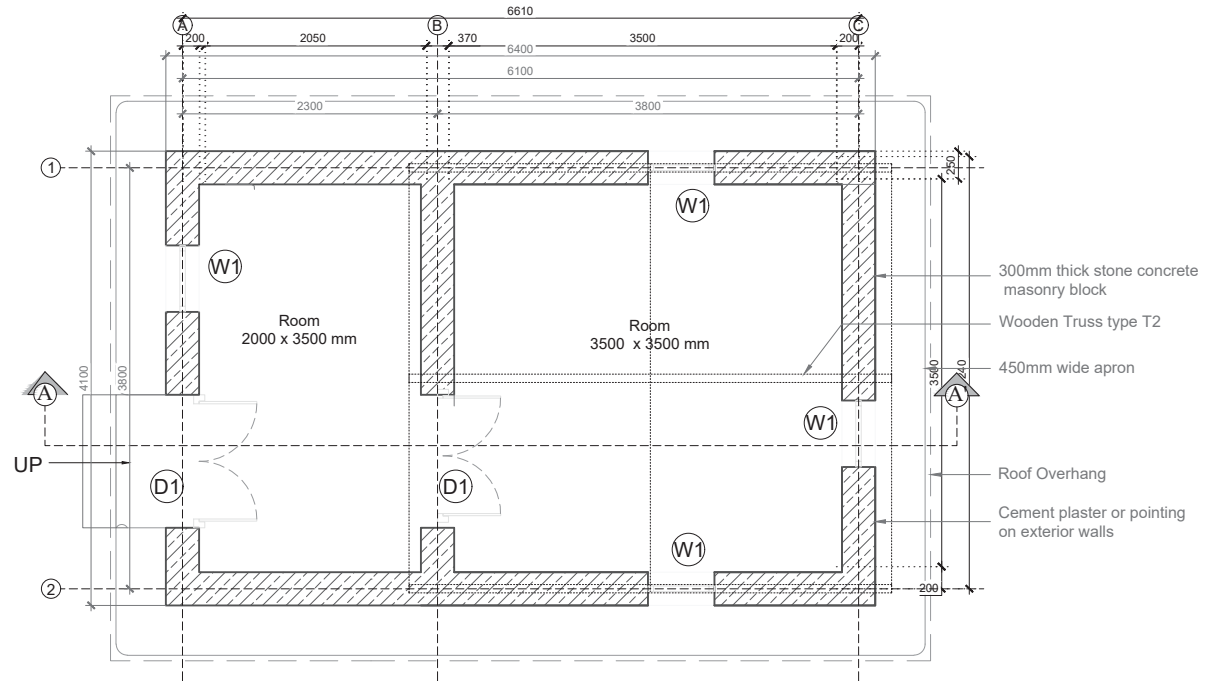 6610
A
B
C
200
2050
370
3500
200
6400
6100
2300
3800
1
250
W1
W1
300mm thick stone concrete
masonry block
Room
2000 x 3500 mm
Room
3500 x 3500 mm
Wooden Truss type T2
4100
3800
3500
240
450mm wide apron
A
A'
W1
UP
D1
D1
Roof Overhang
Cement plaster or pointing
on exterior walls
W1
2
200